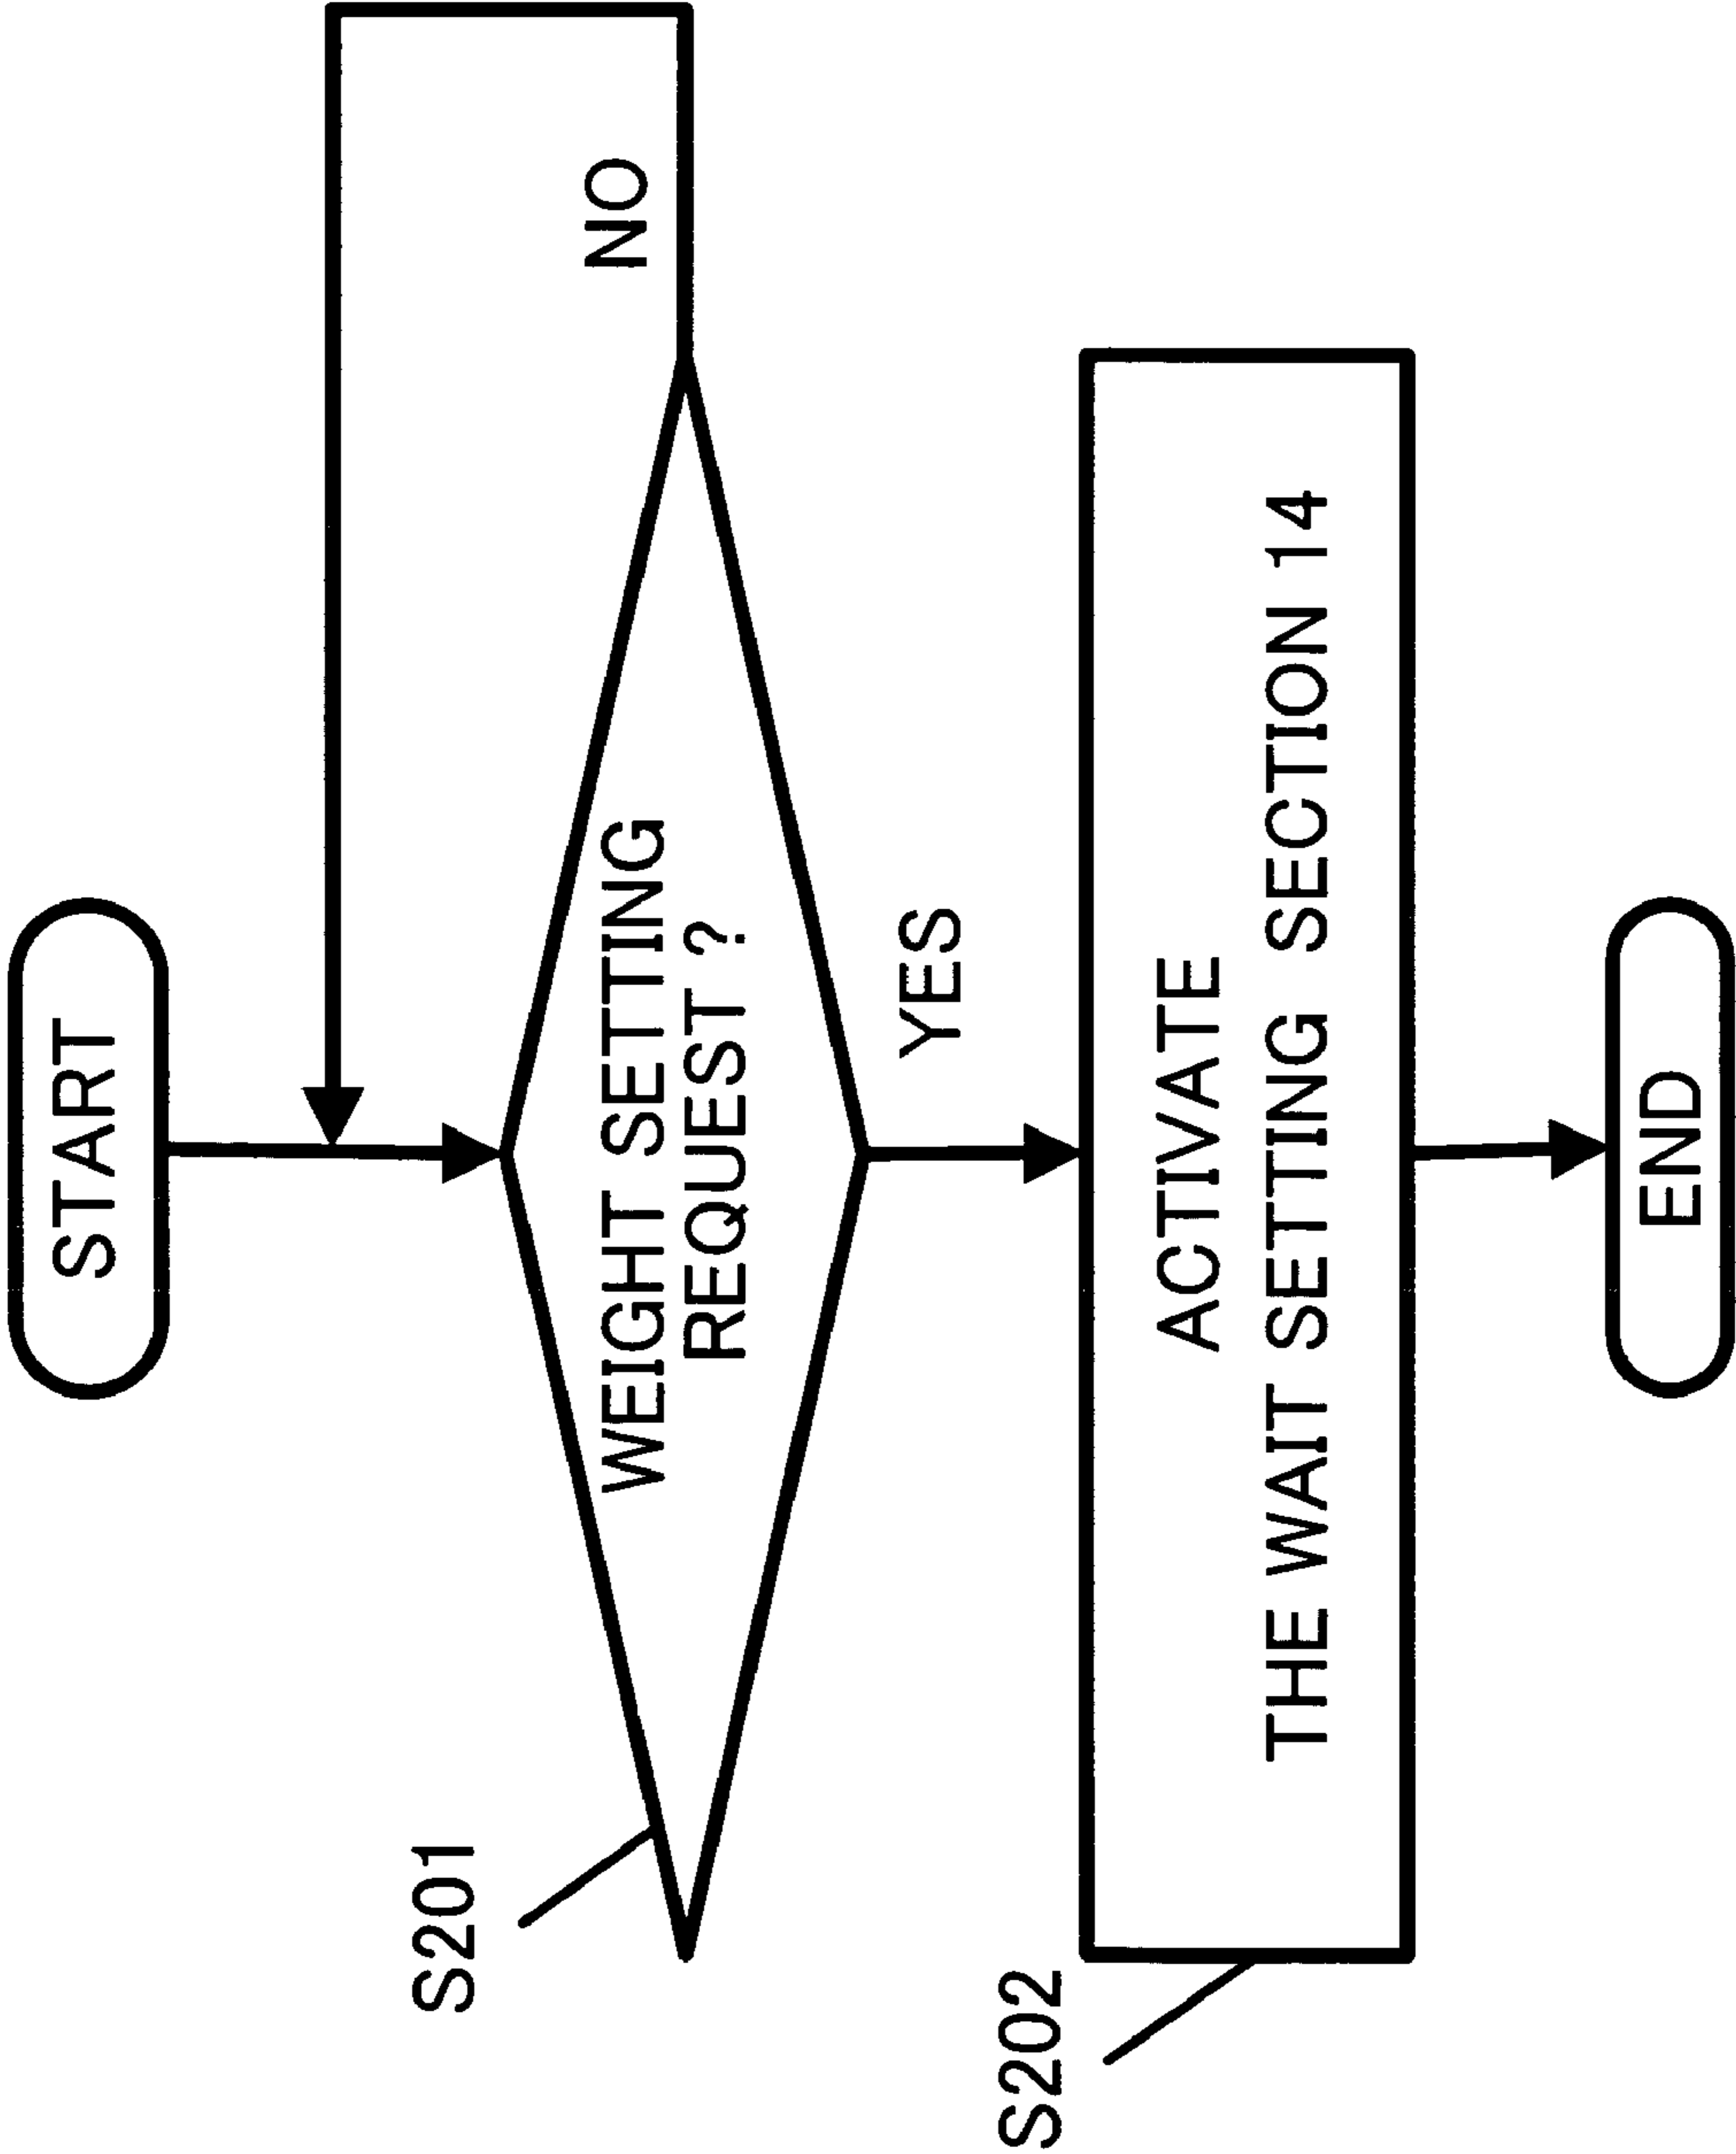 START
S201
WEIGHT SETTING
REQUEST ?
NO
YES
S202
ACTIVATE
THE WAIT SETTING SECTION 14
END